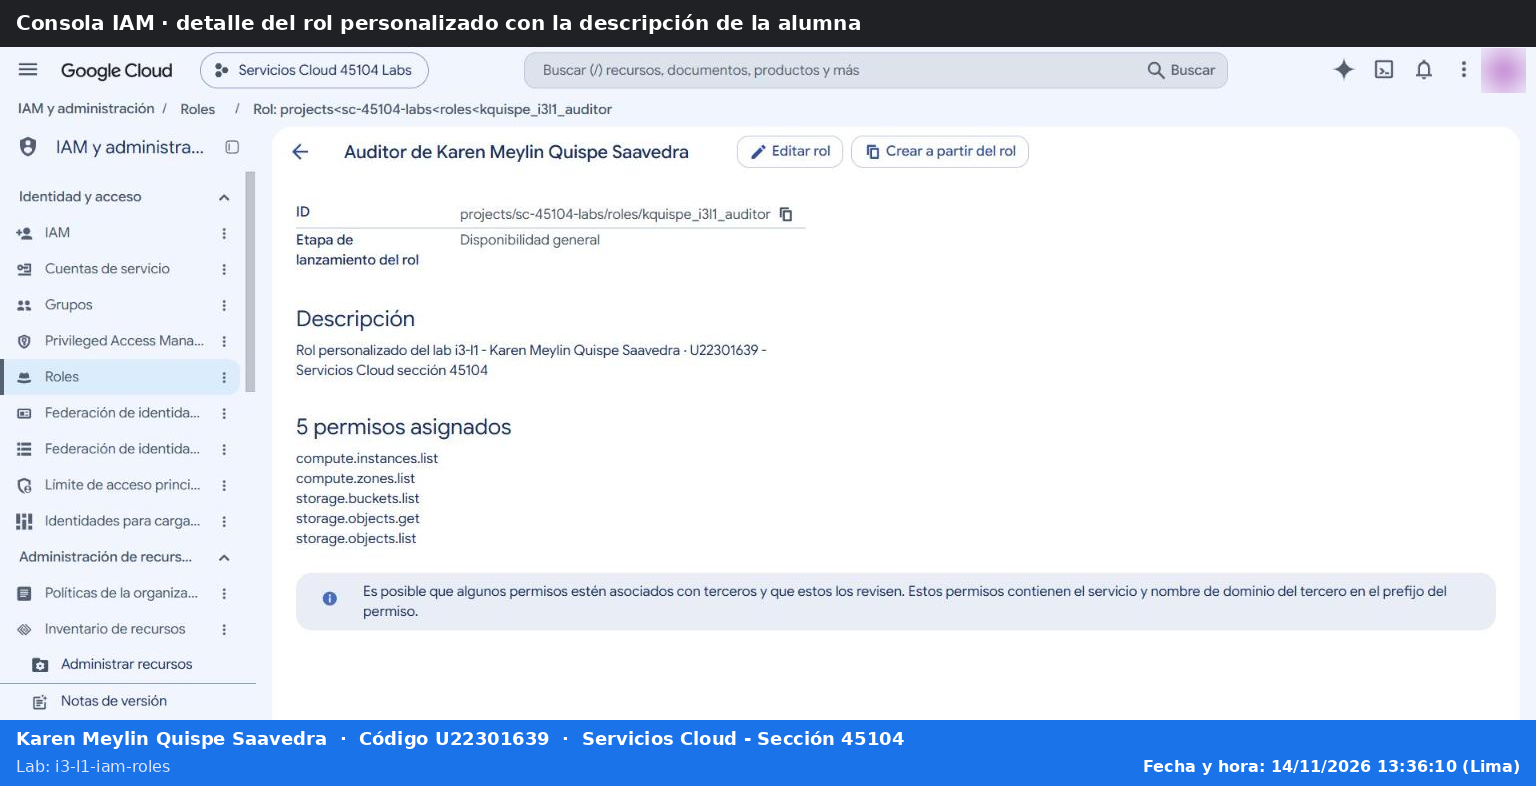 Consola IAM · detalle del rol personalizado con la descripción de la alumna
Google Cloud
Servicios Cloud 45104 Labs
Buscar (/) recursos, documentos, productos y más
Buscar
IAM y administración / Roles / Rol: projects<sc-45104-labs<roles<kquispe_i3l1_auditor
IAM y administra...
Identidad y acceso
IAM
Cuentas de servicio
Grupos
Privileged Access Mana...
Roles
Federación de identida...
Federación de identida...
Límite de acceso princi...
Identidades para carga...
Administración de recurs...
Políticas de la organiza...
Inventario de recursos
Administrar recursos
Notas de versión
Auditor de Karen Meylin Quispe Saavedra
Editar rol
Crear a partir del rol
ID
projects/sc-45104-labs/roles/kquispe_i3l1_auditor
Etapa de
lanzamiento del rol
Disponibilidad general
Descripción
Rol personalizado del lab i3-l1 - Karen Meylin Quispe Saavedra · U22301639 -
Servicios Cloud sección 45104
5 permisos asignados
compute.instances.list
compute.zones.list
storage.buckets.list
storage.objects.get
storage.objects.list
Es posible que algunos permisos estén asociados con terceros y que estos los revisen. Estos permisos contienen el servicio y nombre de dominio del tercero en el prefijo del
permiso.
Karen Meylin Quispe Saavedra · Código U22301639 · Servicios Cloud - Sección 45104
Lab: i3-l1-iam-roles
Fecha y hora: 14/11/2026 13:36:10 (Lima)